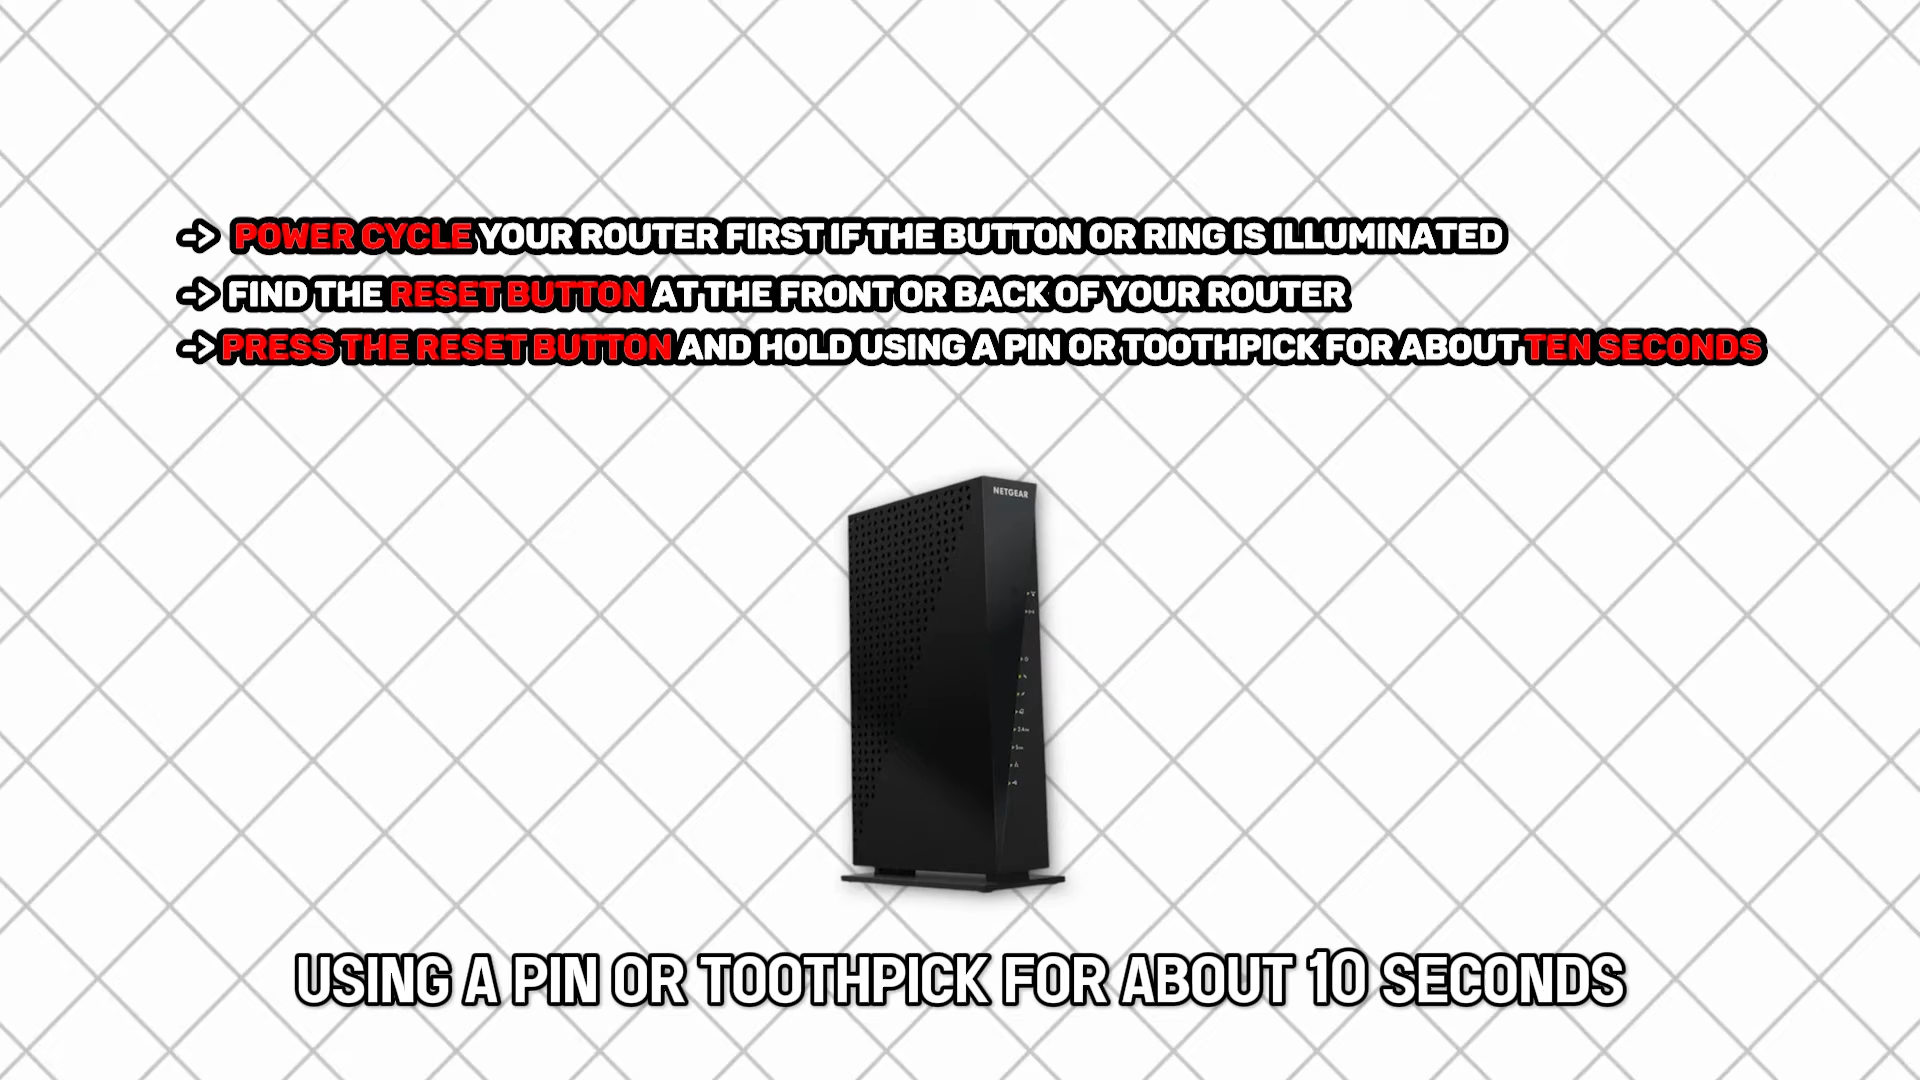 -> POWER CYCLE YOUR ROUTER FIRST IF THE BUTTON OR RING IS ILLUMINATED
-> FIND THE RESET BUTTON AT THE FRONT OR BACK OF YOUR ROUTER
-> PRESS THE RESET BUTTON AND HOLD USING A PIN OR TOOTHPICK FOR ABOUT TEN SECONDS
NETGEAR
USING A PIN OR TOOTHPICK FOR ABOUT 10 SECONDS